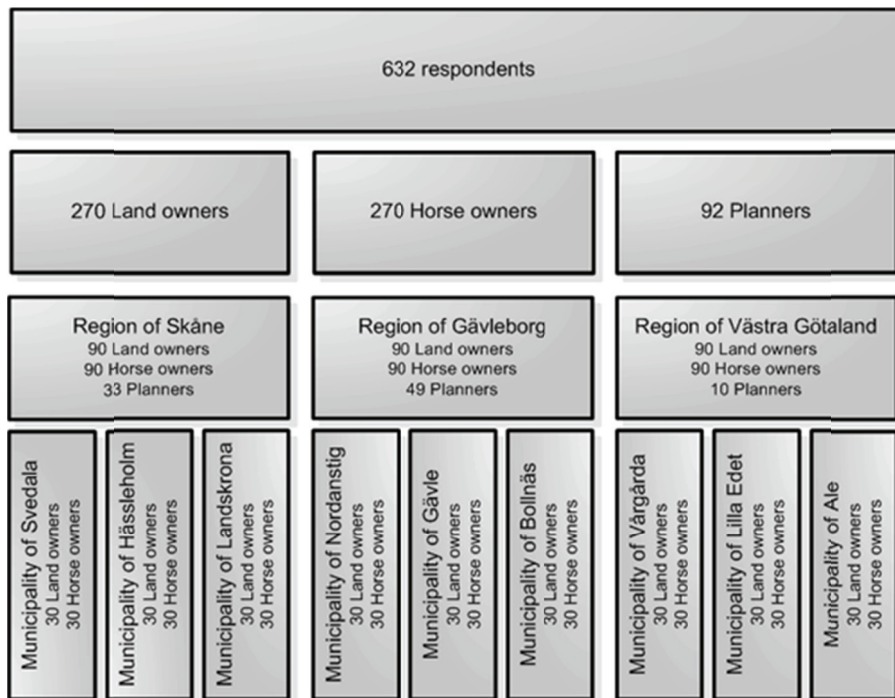 632 respondents
270 Land owners
270 Horse owners
92 Planners
Region of Skåne
90 Land owners
90 Horse owners
33 Planners
Region of Gävleborg
90 Land owners
90 Horse owners
49 Planners
Region of Västra Götaland
90 Land owners
90 Horse owners
10 Planners
Municipality of Svedala
30 Land owners
30 Horse owners
Municipality of Hässleholm
30 Land owners
30 Horse owners
Municipality of Landskrona
30 Land owners
30 Horse owners
Municipality of Nordanstig
30 Land owners
30 Horse owners
Municipality of Gävle
30 Land owners
30 Horse owners
Municipality of Bollnäs
30 Land owners
30 Horse owners
Municipality of Vårgårda
30 Land owners
30 Horse owners
Municipality of Lilla Edet
30 Land owners
30 Horse owners
Municipality of Ale
30 Land owners
30 Horse owners